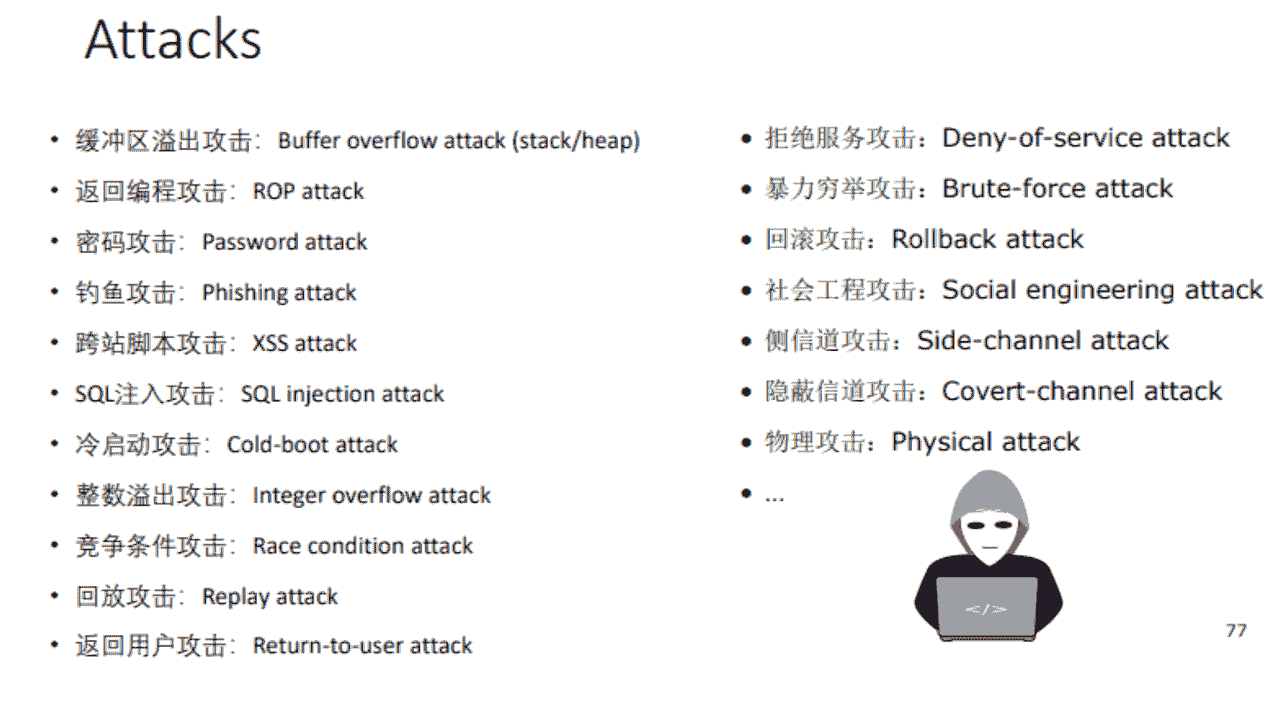 Attacks
• 缓冲区溢出攻击：Buffer overflow attack (stack/heap)
• 返回编程攻击：ROP attack
• 密码攻击：Password attack
• 钓鱼攻击：Phishing attack
• 跨站脚本攻击：XSS attack
• SQL注入攻击：SQL injection attack
• 冷启动攻击：Cold-boot attack
• 整数溢出攻击：Integer overflow attack
• 竞争条件攻击：Race condition attack
• 回放攻击：Replay attack
• 返回用户攻击：Return-to-user attack
• 拒绝服务攻击：Deny-of-service attack
• 暴力穷举攻击：Brute-force attack
• 回滚攻击：Rollback attack
• 社会工程攻击：Social engineering attack
• 侧信道攻击：Side-channel attack
• 隐蔽信道攻击：Covert-channel attack
• 物理攻击：Physical attack
• ...
</>
77